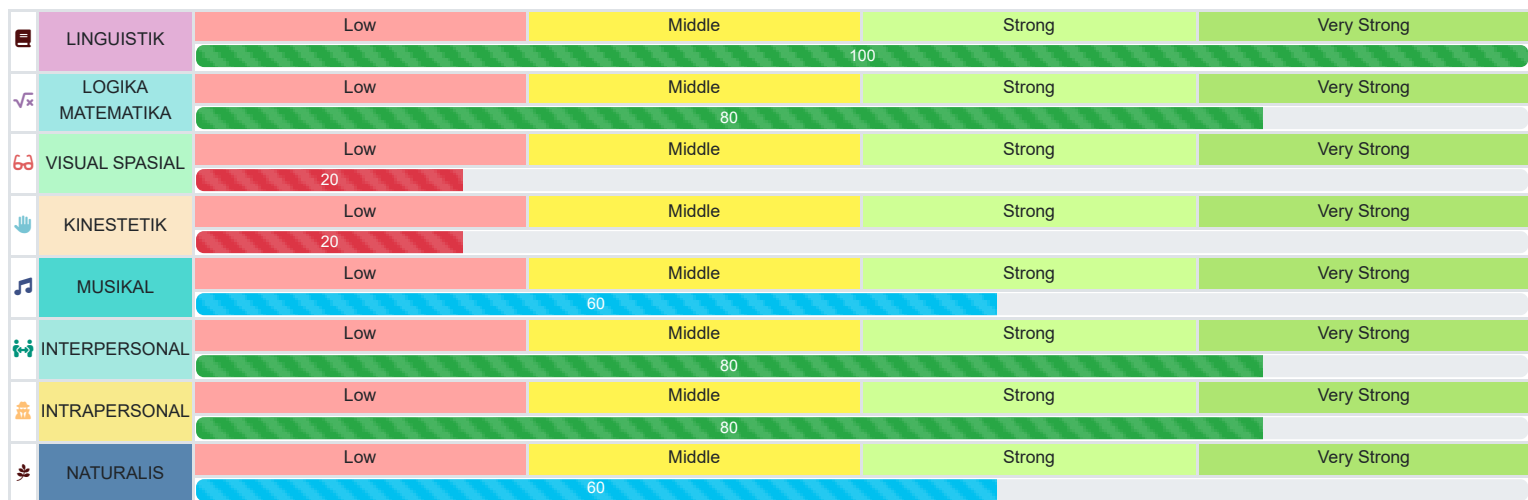 LINGUISTIK
Low Middle Strong Very Strong
100
LOGIKA
MATEMATIKA
Low Middle Strong Very Strong
80
VISUAL SPASIAL
Low Middle Strong Very Strong
20
KINESTETIK
Low Middle Strong Very Strong
20
MUSIKAL
Low Middle Strong Very Strong
60
INTERPERSONAL
Low Middle Strong Very Strong
80
INTRAPERSONAL
Low Middle Strong Very Strong
80
NATURALIS
Low Middle Strong Very Strong
60